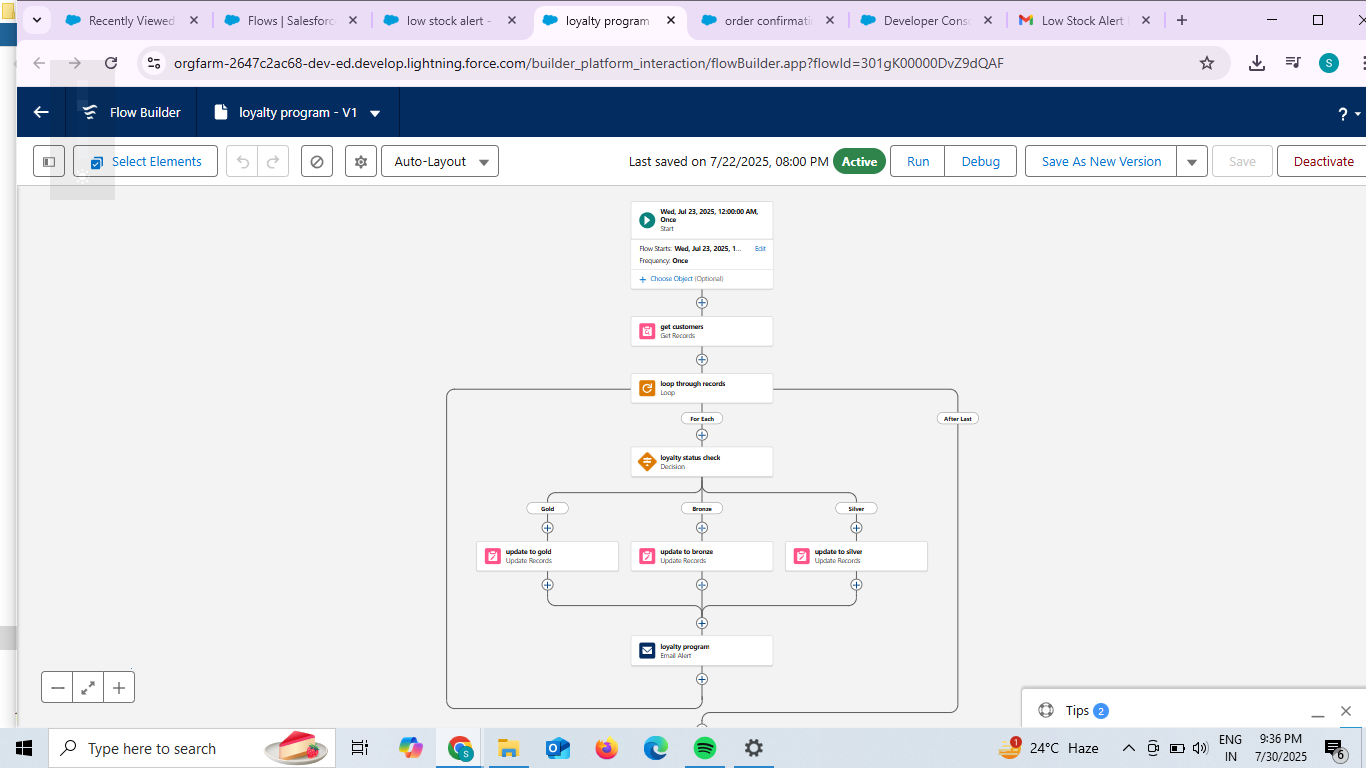 Recently Viewed
Flows | Salesforc
low stock alert -
loyalty program
order confirmati
Developer Cons
Low Stock Alert
orgfarm-2647c2ac68-dev-ed.develop.lightning.force.com/builder_platform_interaction/flowBuilder.app?flowId=301gK00000DvZ9dQAF
S
Flow Builder
loyalty program - V1
?
Select Elements
Auto-Layout
Last saved on 7/22/2025, 08:00 PM
Active
Run
Debug
Save As New Version
Save
Deactivate
Wed, Jul 23, 2025, 12:00:00 AM,
Once
Start
Flow Starts: Wed, Jul 23, 2025, 1... Edit
Frequency: Once
+ Choose Object (Optional)
get customers
Get Records
loop through records
Loop
For Each
After Last
loyalty status check
Decision
Gold
Bronze
Silver
update to gold
Update Records
update to bronze
Update Records
update to silver
Update Records
loyalty program
Email Alert
Tips 2
Type here to search
S
1
24°C Haze
ENG
IN
9:36 PM
7/30/2025
6